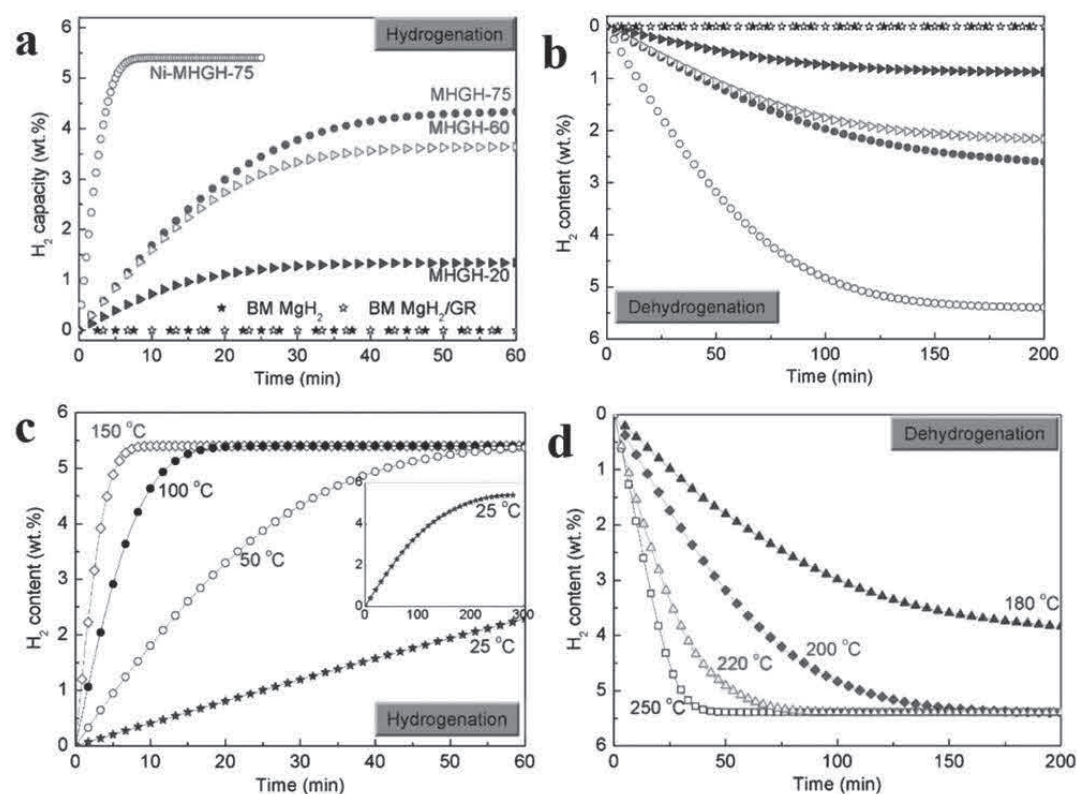 a
Hydrogenation
Ni-MHGH-75
MHGH-75
MHGH-60
MHGH-20
★ BM MgH2 ☆ BM MgH2/GR
H2 capacity (wt.%)
6
5
4
3
2
1
0
0 10 20 30 40 50 60
Time (min)
b
Dehydrogenation
H2 content (wt.%)
0
1
2
3
4
5
6
0 50 100 150 200
Time (min)
c
150 °C
100 °C
50 °C
25 °C
25 °C
Hydrogenation
H2 content (wt.%)
6
5
4
3
2
1
0
0 10 20 30 40 50 60
Time (min)
6
4
2
0
0 100 200 300
d
Dehydrogenation
180 °C
200 °C
220 °C
250 °C
H2 content (wt.%)
0
1
2
3
4
5
6
0 50 100 150 200
Time (min)